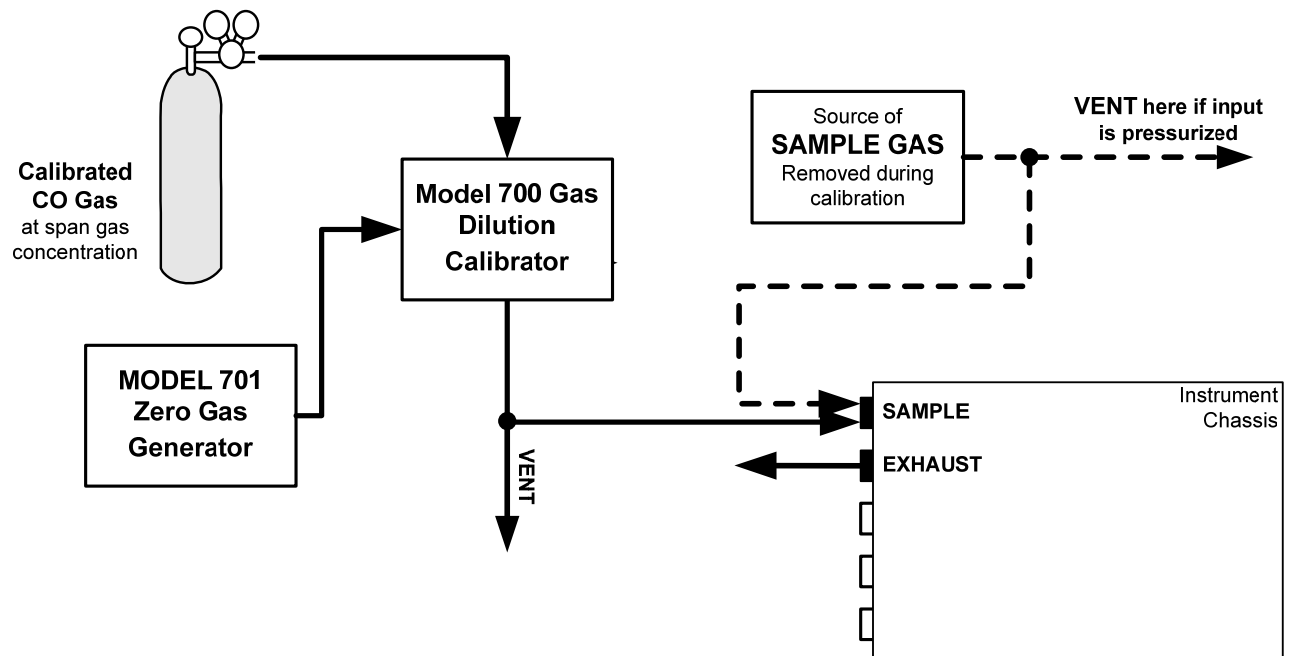 Calibrated
CO Gas
at span gas
concentration
Model 700 Gas
Dilution
Calibrator
MODEL 701
Zero Gas
Generator
VENT
Source of
SAMPLE GAS
Removed during
calibration
VENT here if input
is pressurized
Instrument
Chassis
SAMPLE
EXHAUST